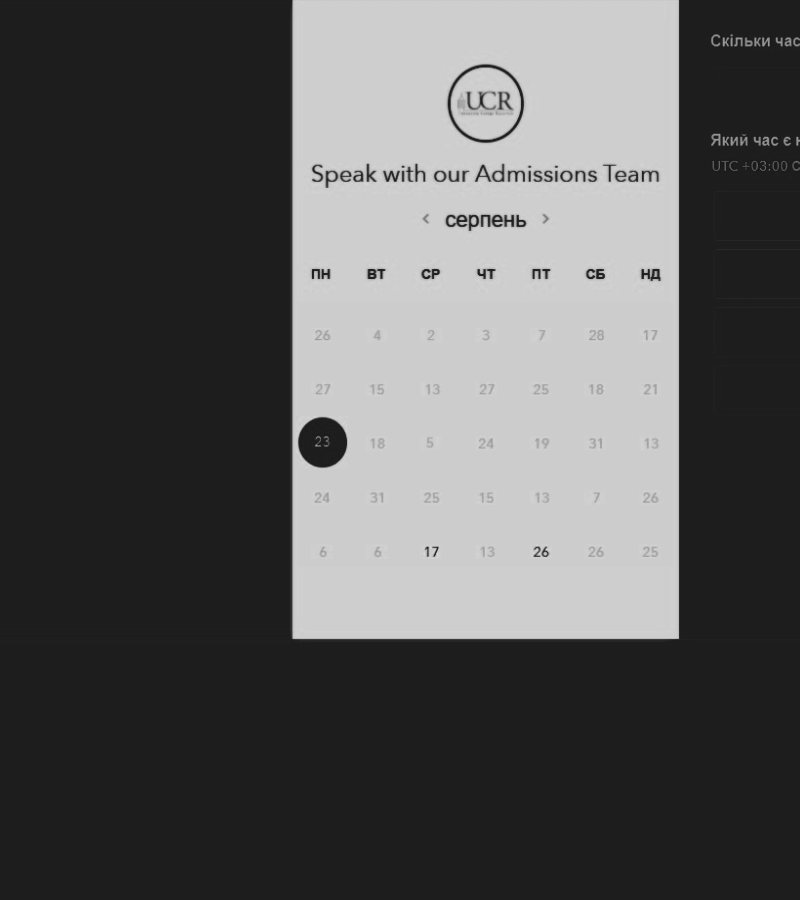 UCR
Speak with our Admissions Team
серпень
ПН ВТ СР ЧТ ПТ СБ НД
26 4 2 3 7 28 17
27 15 13 27 25 18 21
23 18 5 24 19 31 13
24 31 25 15 13 7 26
6 6 17 13 26 26 25
Скільки час
Який час є н
UTC +03:00